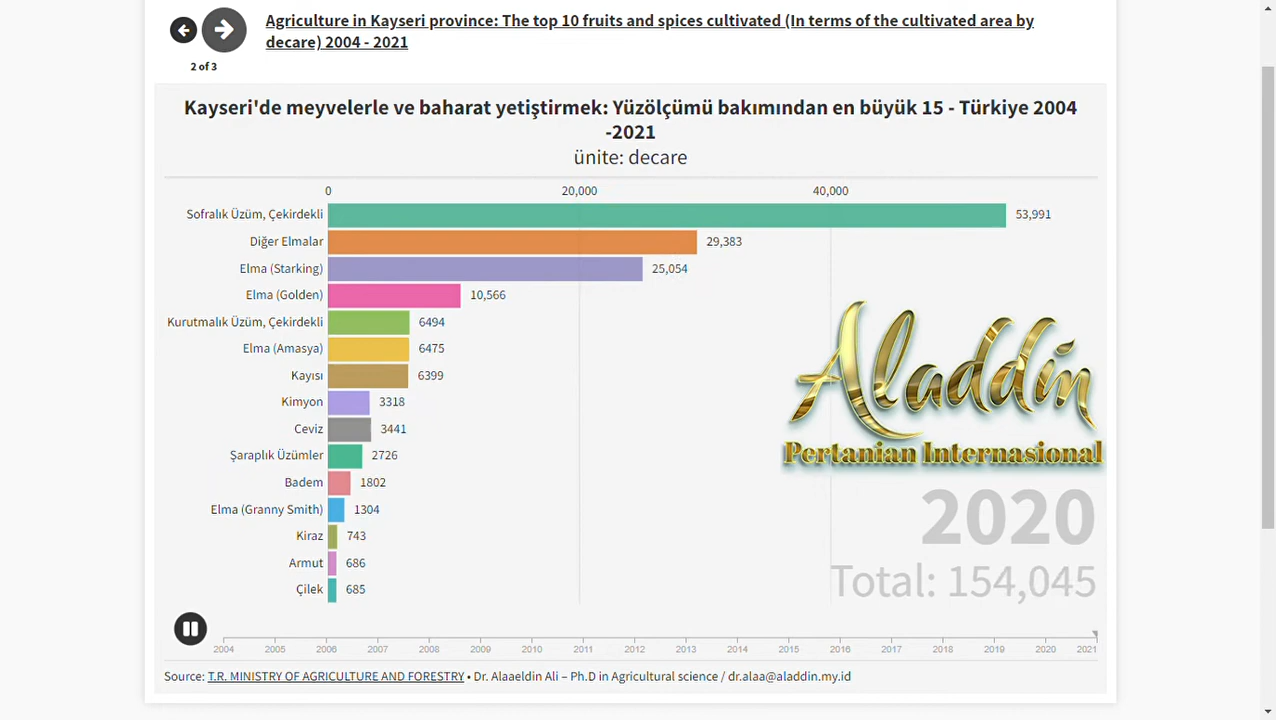 Agriculture in Kayseri province: The top 10 fruits and spices cultivated (In terms of the cultivated area by
decare) 2004 - 2021
2 of 3
Kayseri'de meyvelerle ve baharat yetiştirmek: Yüzölçümü bakımından en büyük 15 - Türkiye 2004
-2021
ünite: decare
0 20,000 40,000
Sofralık Üzüm, Çekirdekli 53,991
Diğer Elmalar 29,383
Elma (Starking) 25,054
Elma (Golden) 10,566
Kurutmalık Üzüm, Çekirdekli 6494
Elma (Amasya) 6475
Kayısı 6399
Kimyon 3318
Ceviz 3441
Şaraplık Üzümler 2726
Badem 1802
Elma (Granny Smith) 1304
Kiraz 743
Armut 686
Çilek 685
Aladdin
Pertanian Internasional
2020
Total: 154,045
2004 2005 2006 2007 2008 2009 2010 2011 2012 2013 2014 2015 2016 2017 2018 2019 2020 2021
Source: T.R. MINISTRY OF AGRICULTURE AND FORESTRY • Dr. Alaaeldin Ali – Ph.D in Agricultural science / dr.alaa@aladdin.my.id